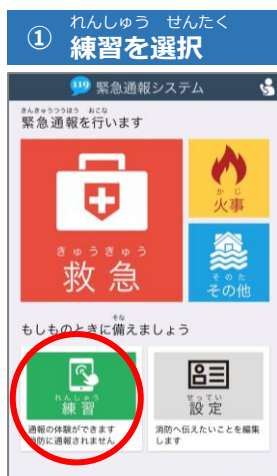 れんしゅう せんたく
① 練習を選択
119 緊急通報システム
きんきゅうつうほう おこな
緊急通報を行います
きゅうきゅう
救急
かじ
火事
そのた
その他
そな
もしものときに備えましょう
れんしゅう
練習
せってい
設定
通報の体験ができます
消防に通報されません
消防へ伝えたいことを編集
します